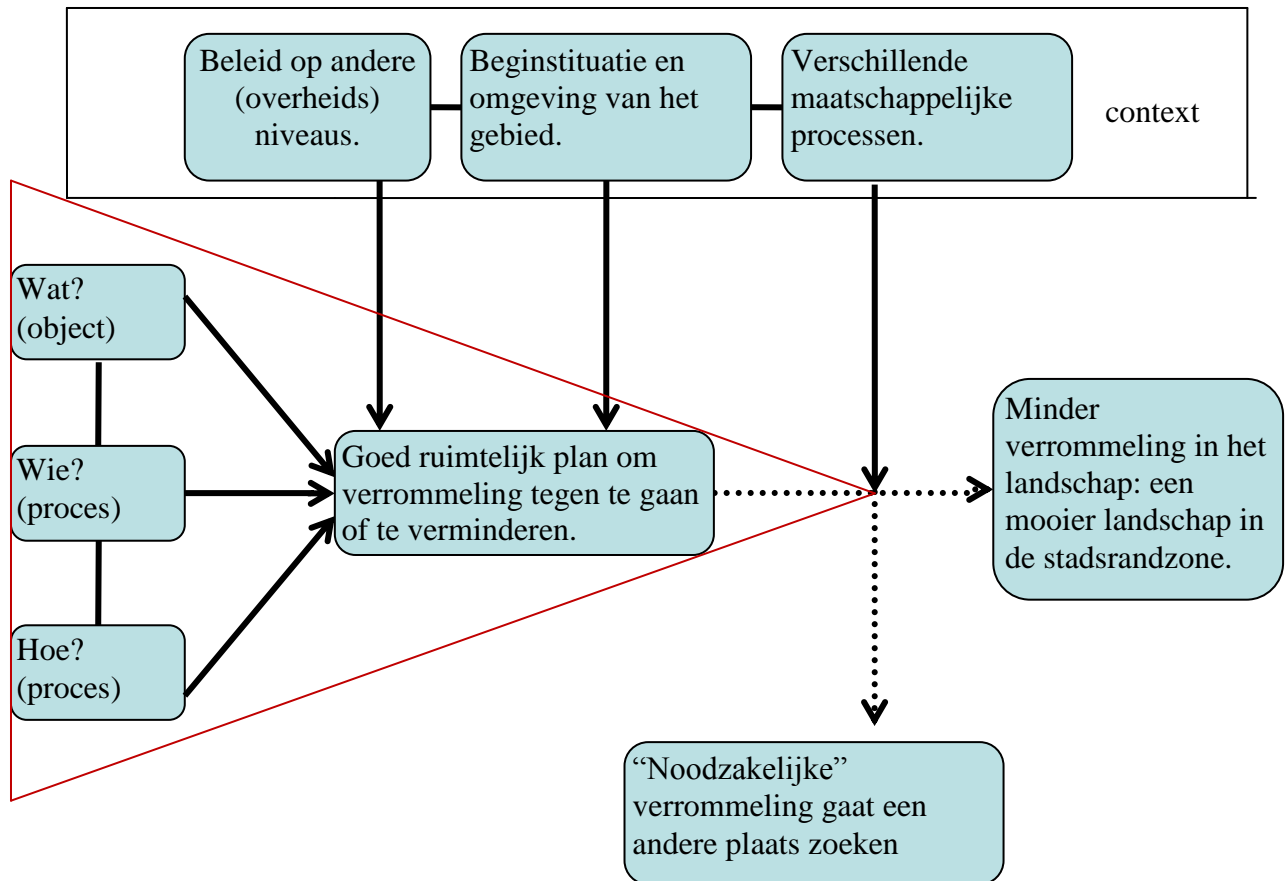 Beleid op andere
(overheids)
niveaus.
Beginstituatie en
omgeving van het
gebied.
Verschillende
maatschappelijke
processen.
context
Wat?
(object)
Wie?
(proces)
Hoe?
(proces)
Goed ruimtelijk plan om
verrommeling tegen te gaan
of te verminderen.
Minder
verrommeling in het
landschap: een
mooier landschap in
de stadsrandzone.
“Noodzakelijke”
verrommeling gaat een
andere plaats zoeken